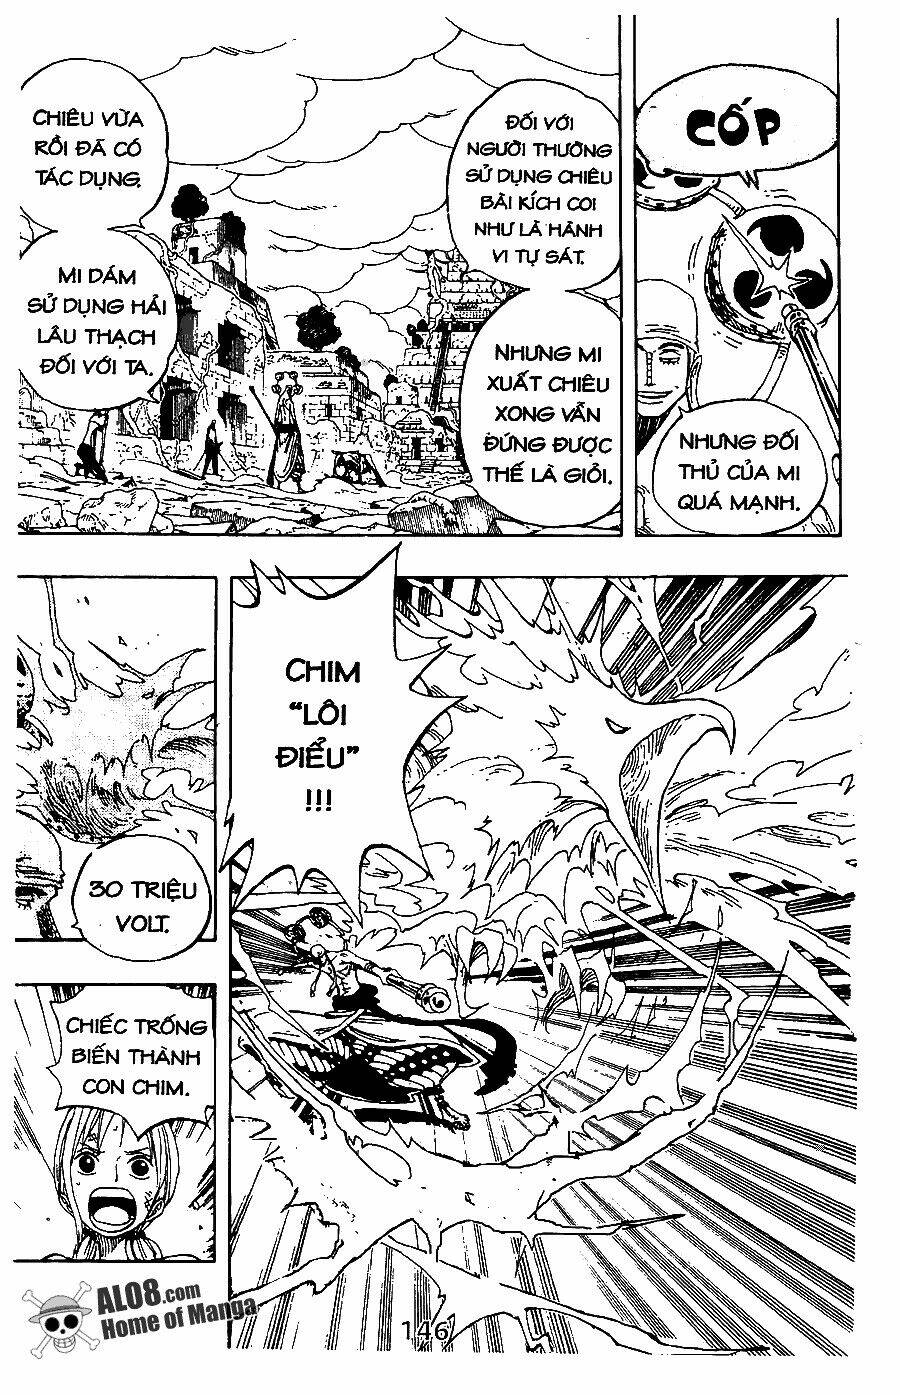 CHIÊU VỪA
RỒI ĐÃ CÓ
TÁC DỤNG.
MI DÁM
SỬ DỤNG HẢI
LÂU THẠCH
ĐỐI VỚI TA.
ĐỐI VỚI
NGƯỜI THƯỜNG
SỬ DỤNG CHIÊU
BÀI KÍCH COI
NHƯ LÀ HÀNH
VI TỰ SÁT.
NHƯNG MI
XUẤT CHIÊU
XONG VẪN
ĐỨNG ĐƯỢC
THẾ LÀ GIỎI.
CỐP
NHƯNG ĐỐI
THỦ CỦA MI
QUÁ MẠNH.
30 TRIỆU
VOLT.
CHIM
“LÔI
ĐIỂU”
!!!
CHIẾC TRỐNG
BIẾN THÀNH
CON CHIM.
AL08.com
Home of Manga
146